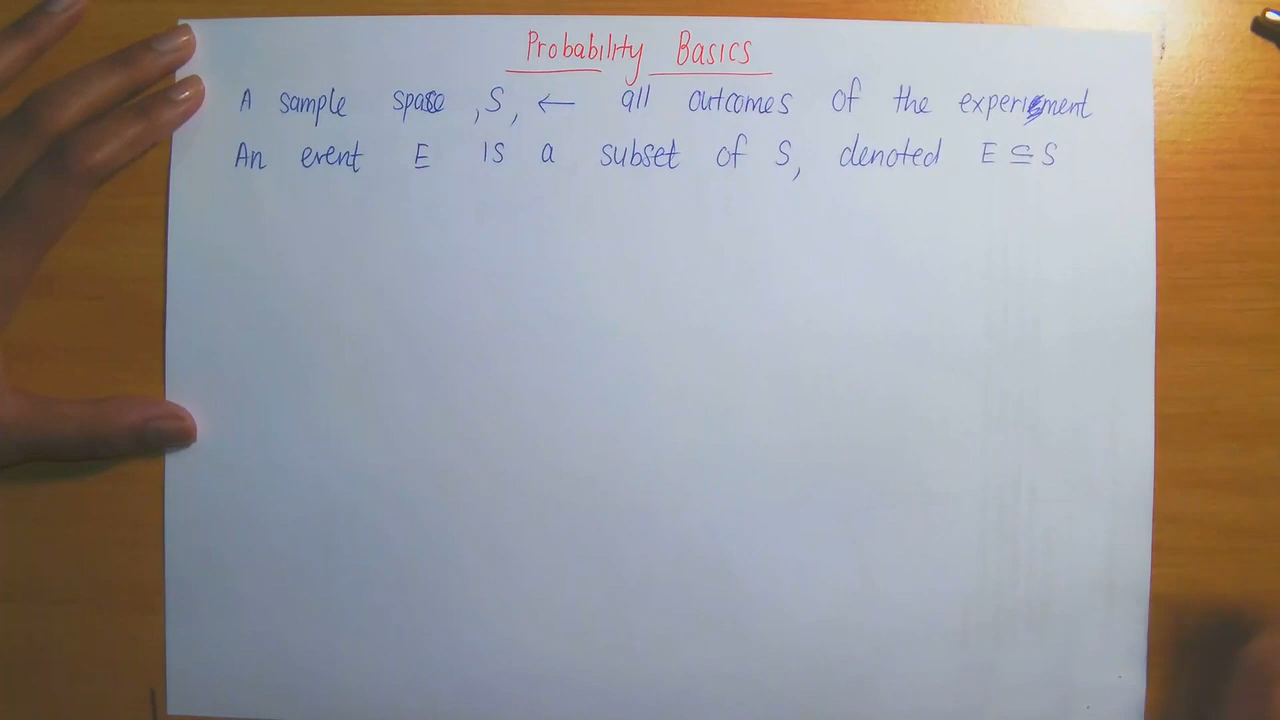 Probability Basics
A sample space , S, ← all outcomes of the experiment
An event E is a subset of S, denoted E ⊆ S